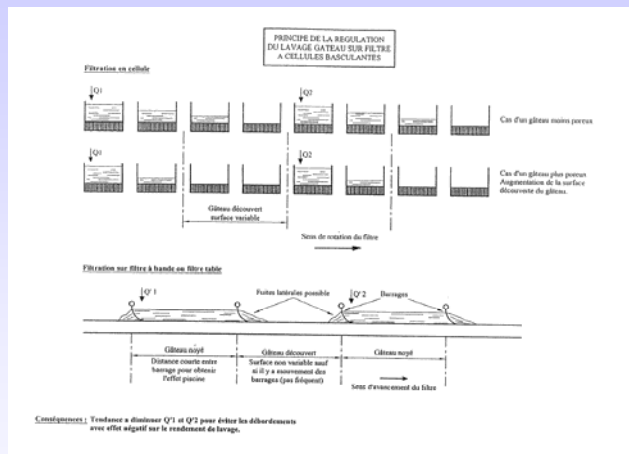 PRINCIPE DE LA REGULATION
DU LAVAGE GATEAU SUR FILTRE
A CELLULES BASCULANTES
Filtration en cellule
Q1
Q2
Cas d'un gâteau moins poreux
Q1
Q2
Cas d'un gâteau plus poreux
Augmentation de la surface
découverte du gâteau.
Gâteau découvert
surface variable
Sens de rotation du filtre
Filtration sur filtre à bande ou filtre table
Q'1
Fuites latérales possible
Q'2
Barrages
Gâteau noyé
Gâteau découvert
Gâteau noyé
Distance courte entre
barrage pour obtenir
l'effet piscine
Surface non variable sauf
si il y a mouvement des
barrages (pas fréquent)
Sens d'avancement du filtre
Conséquences : Tendance a diminuer Q'1 et Q'2 pour éviter les débordements
avec effet négatif sur le rendement de lavage.